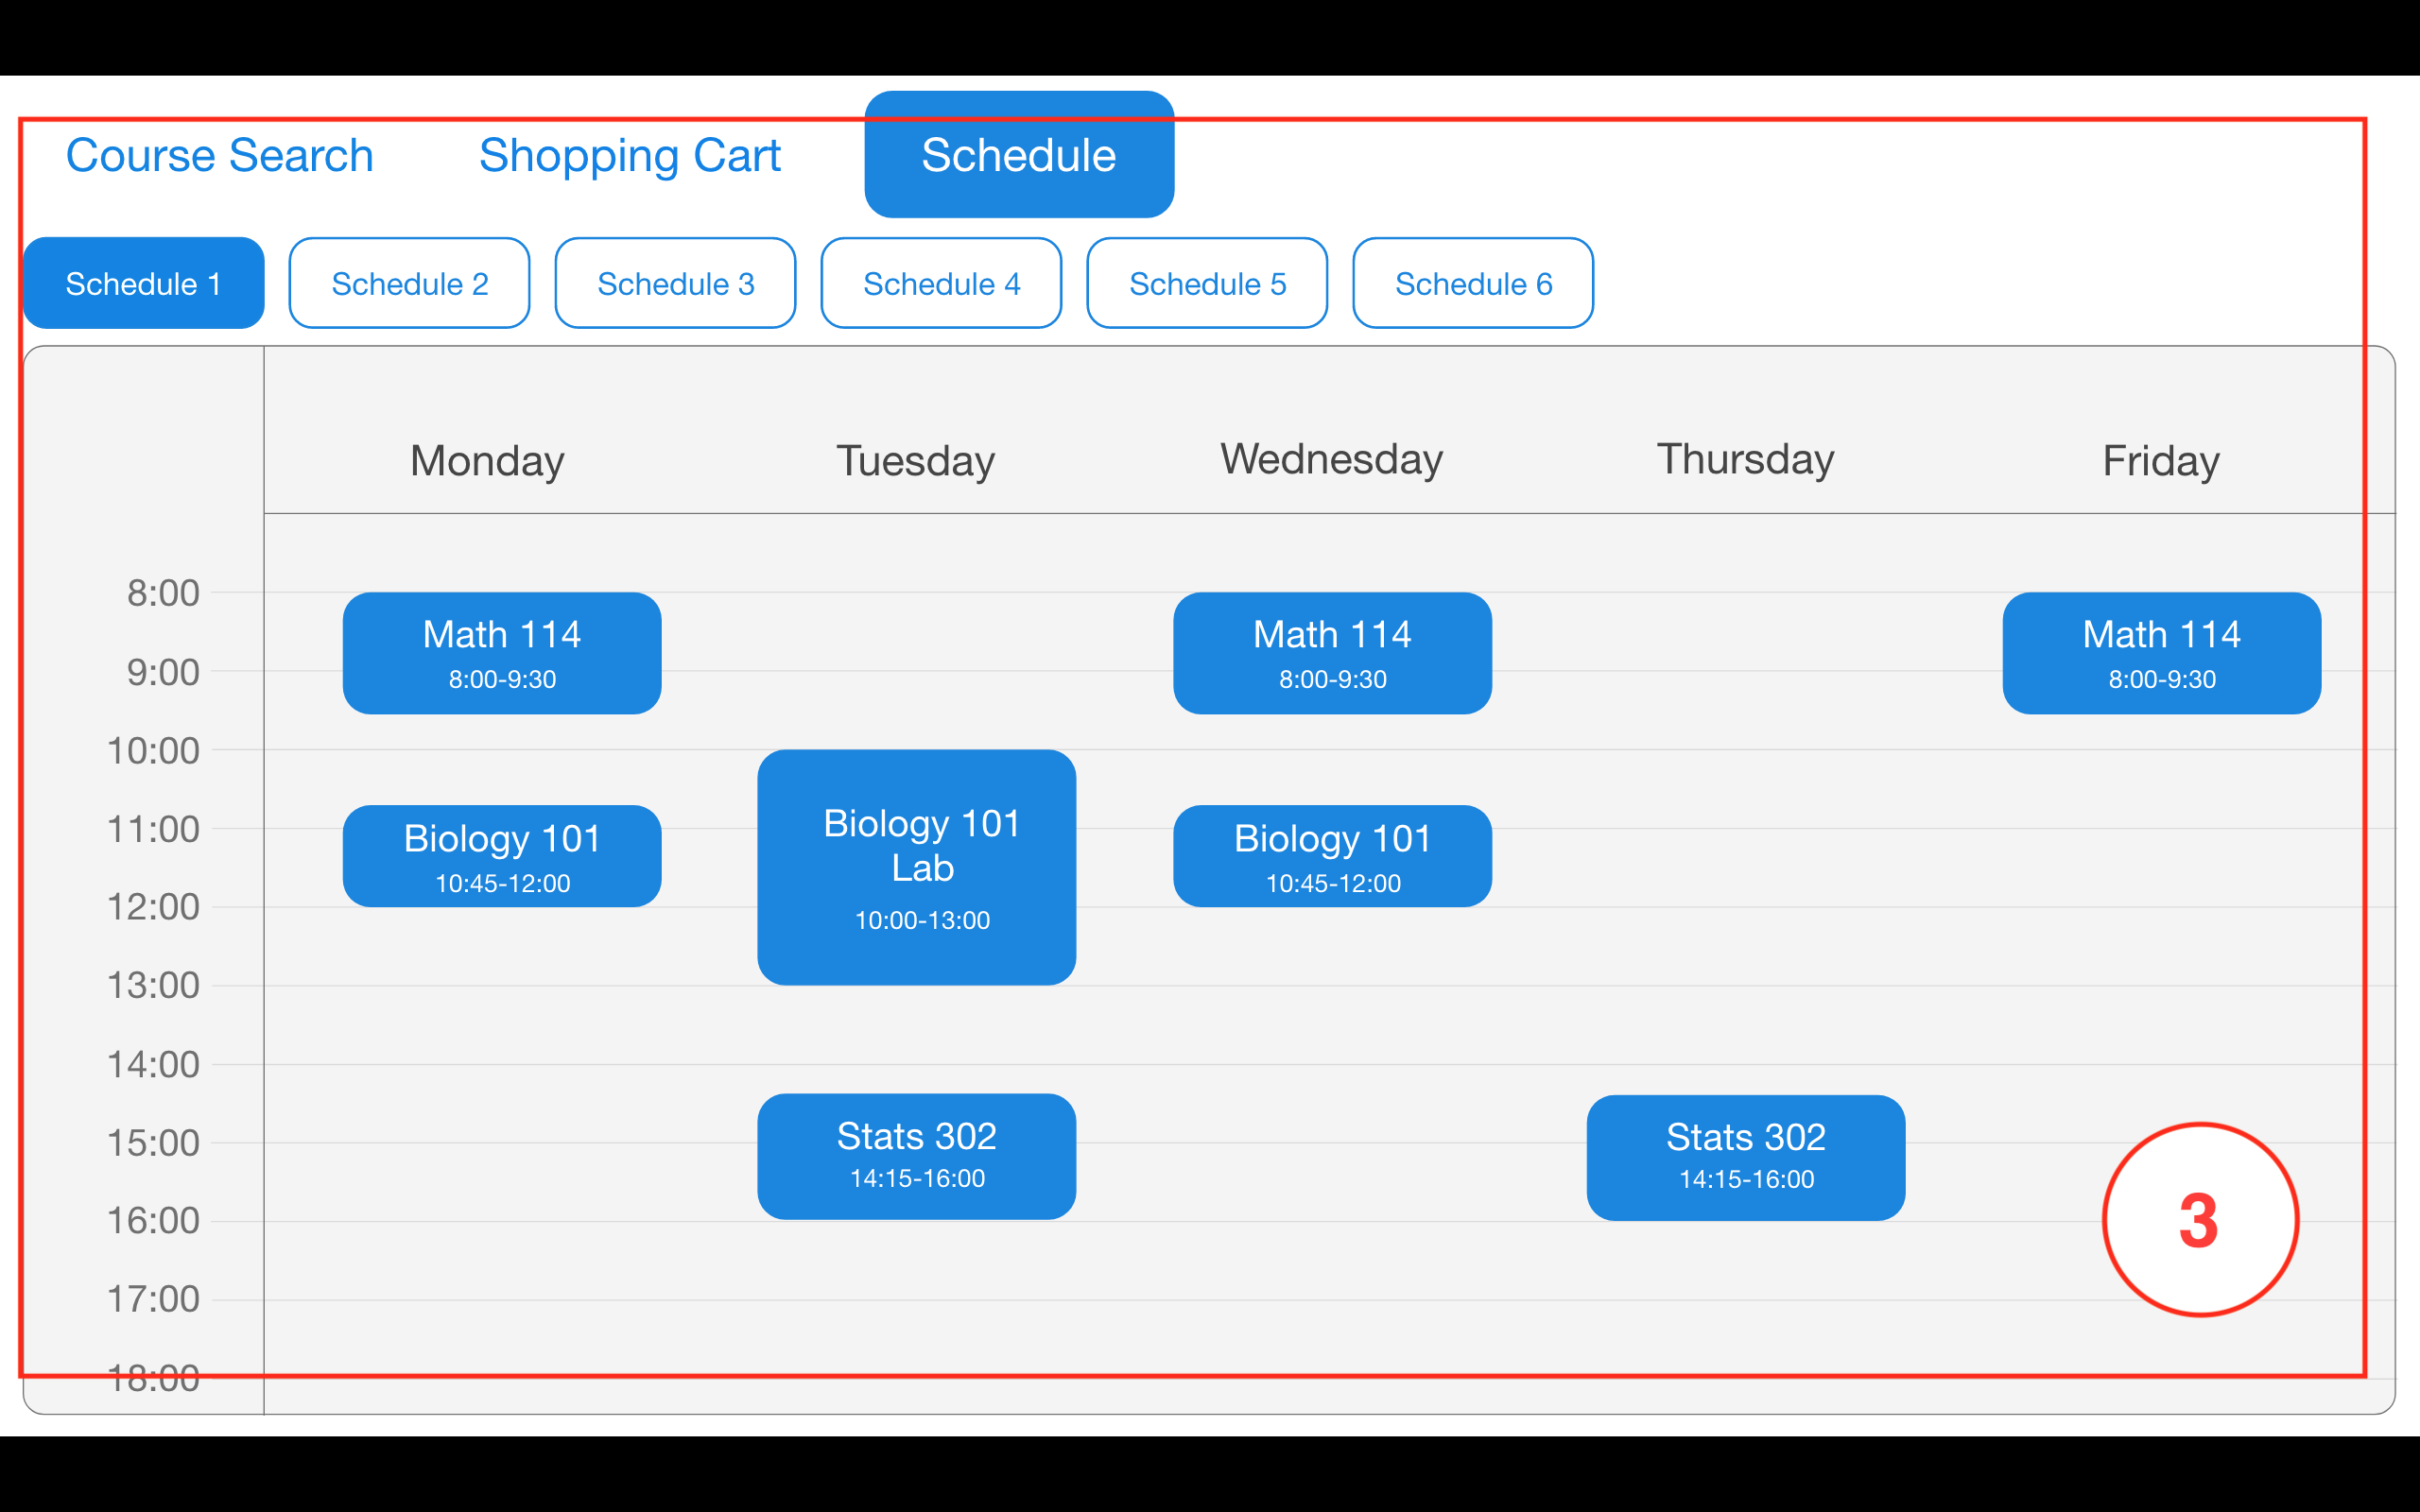 Course Search Shopping Cart Schedule
Schedule 1 Schedule 2 Schedule 3 Schedule 4 Schedule 5 Schedule 6
Monday Tuesday Wednesday Thursday Friday
8:00
Math 114 Math 114 Math 114
9:00
8:00-9:30 8:00-9:30 8:00-9:30
10:00
11:00
Biology 101 Biology 101 Biology 101
Lab
10:45-12:00 10:45-12:00
12:00
10:00-13:00
13:00
14:00
15:00
Stats 302 Stats 302
14:15-16:00 14:15-16:00
16:00
3
17:00
18:00